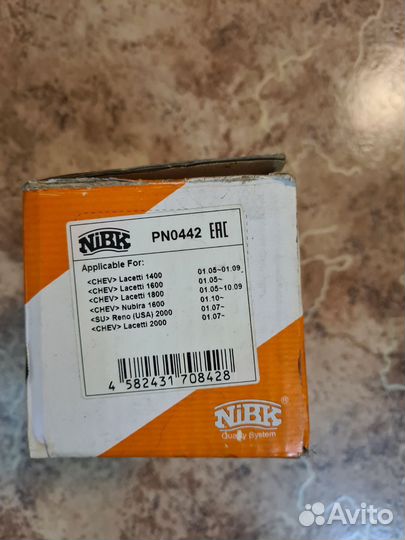 NiBK PN0442 EAC
Applicable For:
<CHEV> Lacetti 1400 01.05~01.09
<CHEV> Lacetti 1600 01.05~
<CHEV> Lacetti 1800 01.05~10.09
<CHEV> Nubira 1600 01.10~
<SU> Reno (USA) 2000 01.07~
<CHEV> Lacetti 2000 01.07~
4 582431 708428
NiBK ®
Quality System
Avito